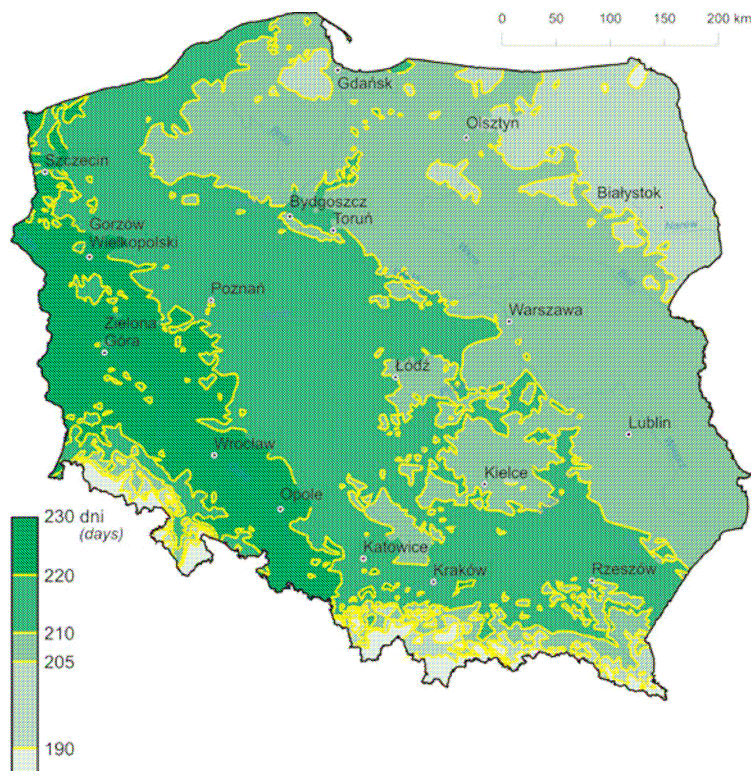 0 50 100 150 200 km
Gdańsk
Olsztyn
Szczecin
Białystok
Bydgoszcz
Toruń
Narew
Gorzów
Wielkopolski
Poznań
Warszawa
Zielona
Góra
Łódź
Lublin
Wrocław
Kielce
Opole
Katowice
Kraków
Rzeszów
230 dni
(days)
220
210
205
190